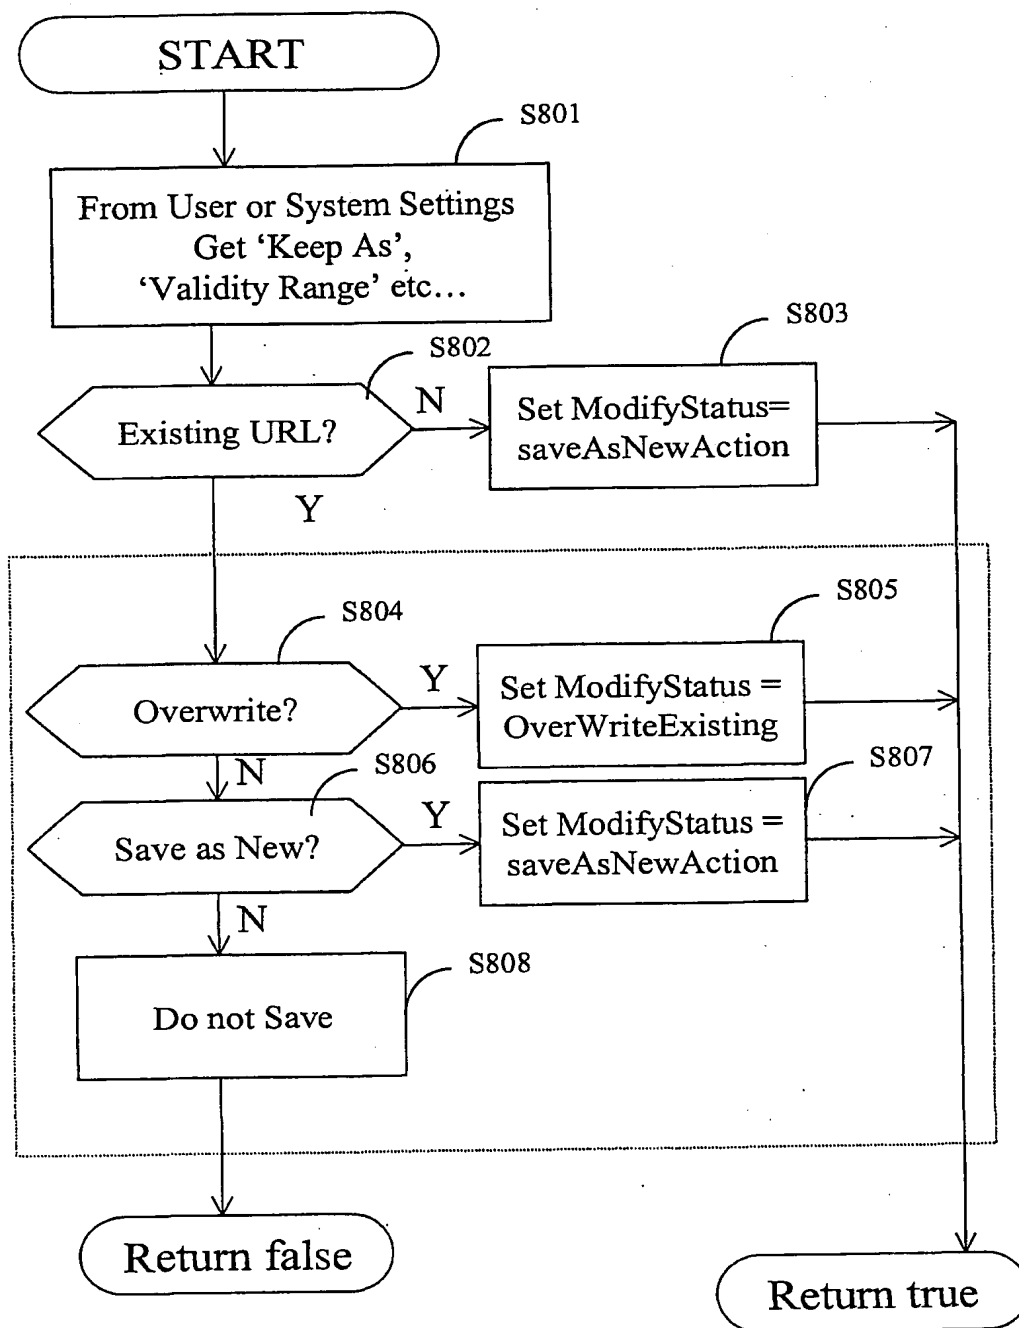 START
S801
From User or System Settings
Get ‘Keep As’,
‘Validity Range’ etc...
S802
S803
Existing URL?
N
Set ModifyStatus=
saveAsNewAction
Y
S804
S805
Overwrite?
Y
Set ModifyStatus =
OverWriteExisting
N
S806
S807
Save as New?
Y
Set ModifyStatus =
saveAsNewAction
N
S808
Do not Save
Return false
Return true